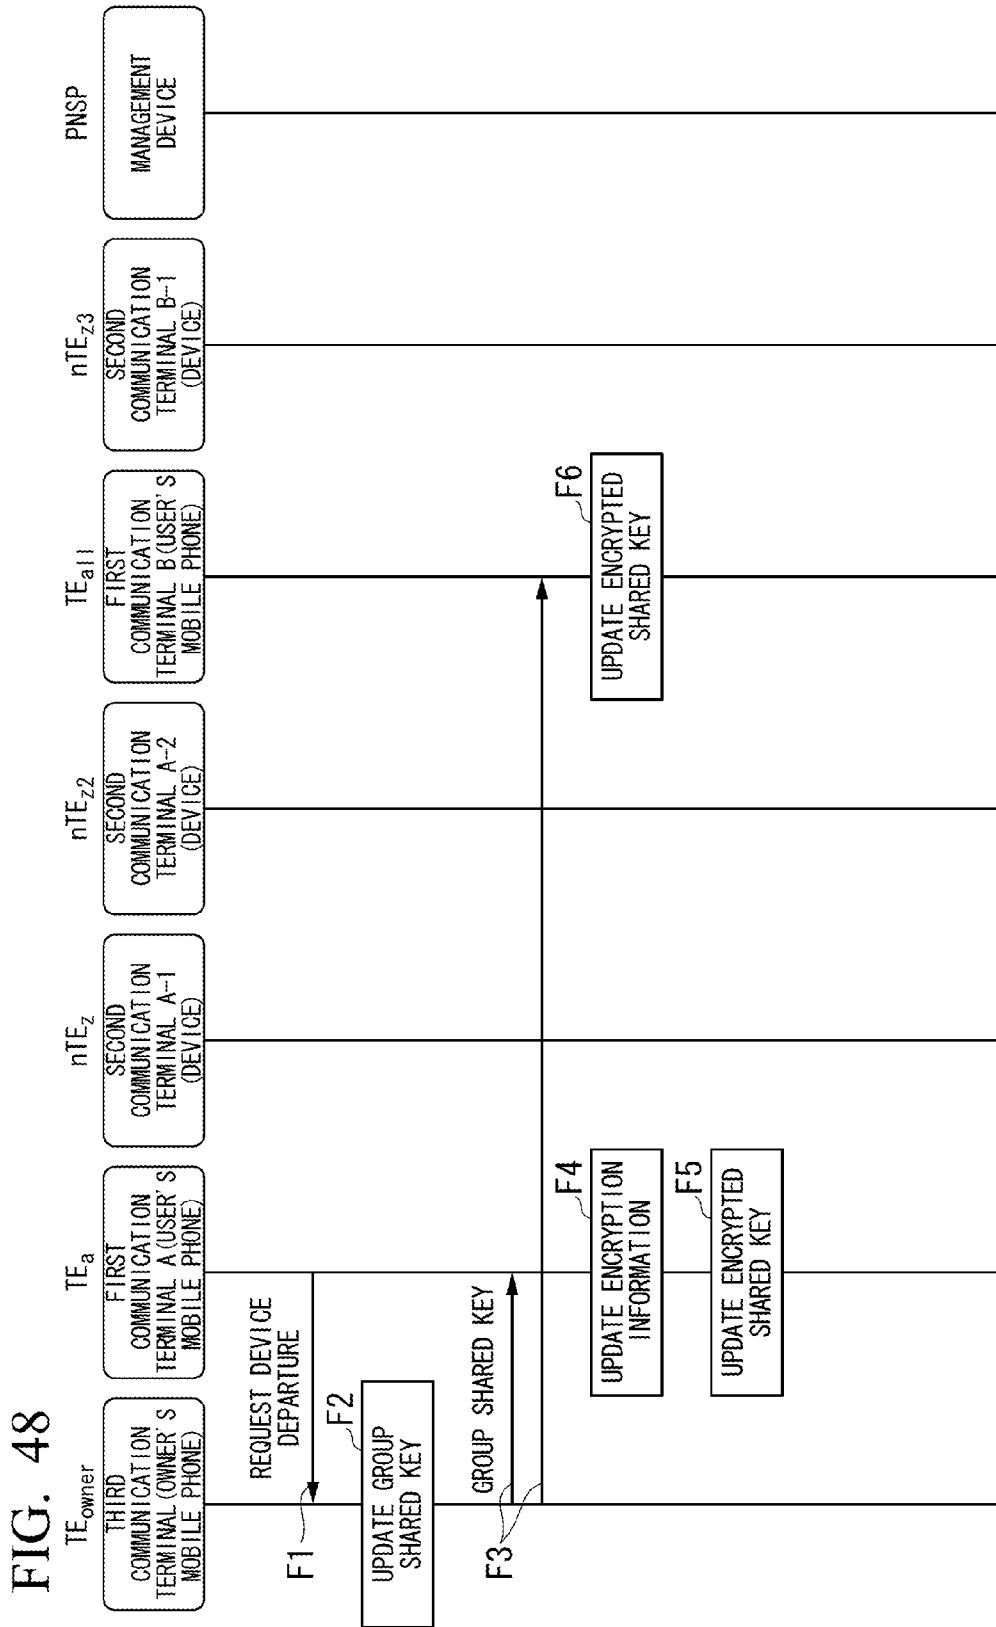 FIG. 48
TEowner
THIRD
COMMUNICATION
TERMINAL(OWNER'S
MOBILE PHONE)
TEa
FIRST
COMMUNICATION
TERMINAL A(USER'S
MOBILE PHONE)
nTEz
SECOND
COMMUNICATION
TERMINAL A-1
(DEVICE)
nTEz2
SECOND
COMMUNICATION
TERMINAL A-2
(DEVICE)
TEall
FIRST
COMMUNICATION
TERMINAL B(USER'S
MOBILE PHONE)
nTEz3
SECOND
COMMUNICATION
TERMINAL B-1
(DEVICE)
PNSP
MANAGEMENT
DEVICE
REQUEST DEVICE
DEPARTURE
F1
F2
UPDATE GROUP
SHARED KEY
GROUP SHARED KEY
F3
F4
UPDATE ENCRYPTION
INFORMATION
F6
UPDATE ENCRYPTED
SHARED KEY
F5
UPDATE ENCRYPTED
SHARED KEY